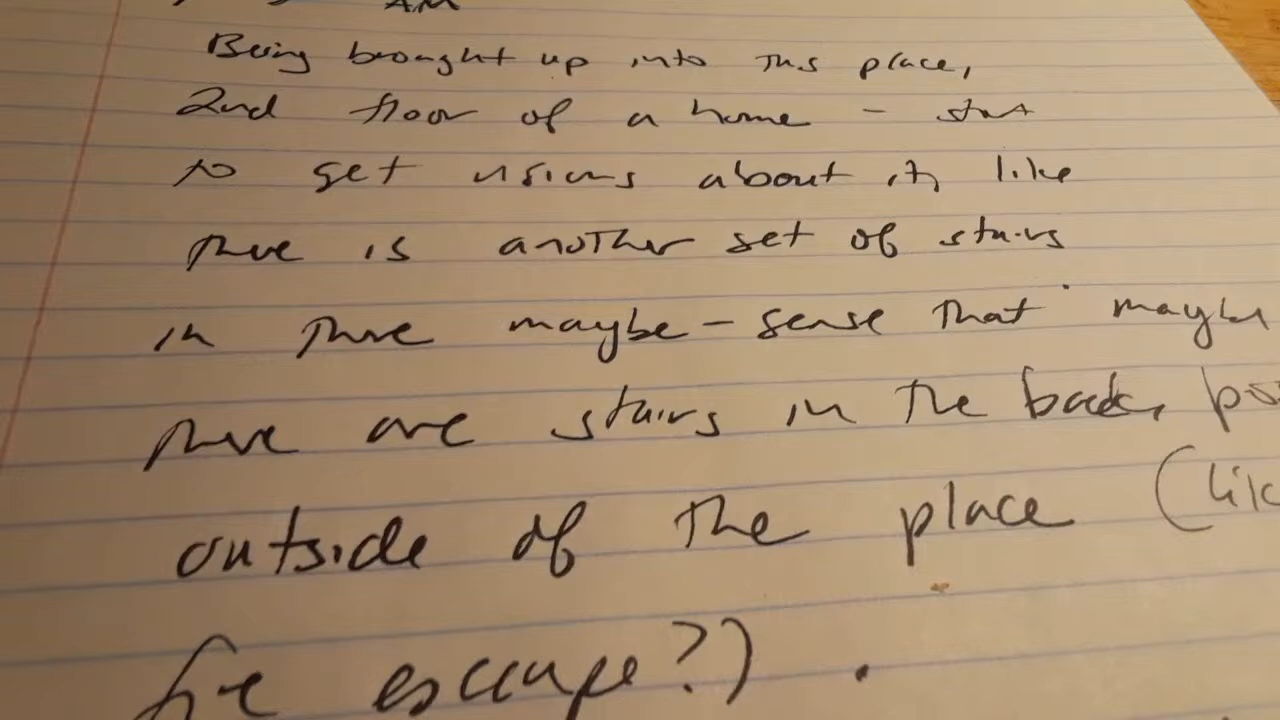 AM
Being brought up into this place,
2nd floor of a home - start
to get visions about it, like
there is another set of stairs
in there maybe - sense that maybe
there are stairs in the back,
outside of the place (
fire escape?).